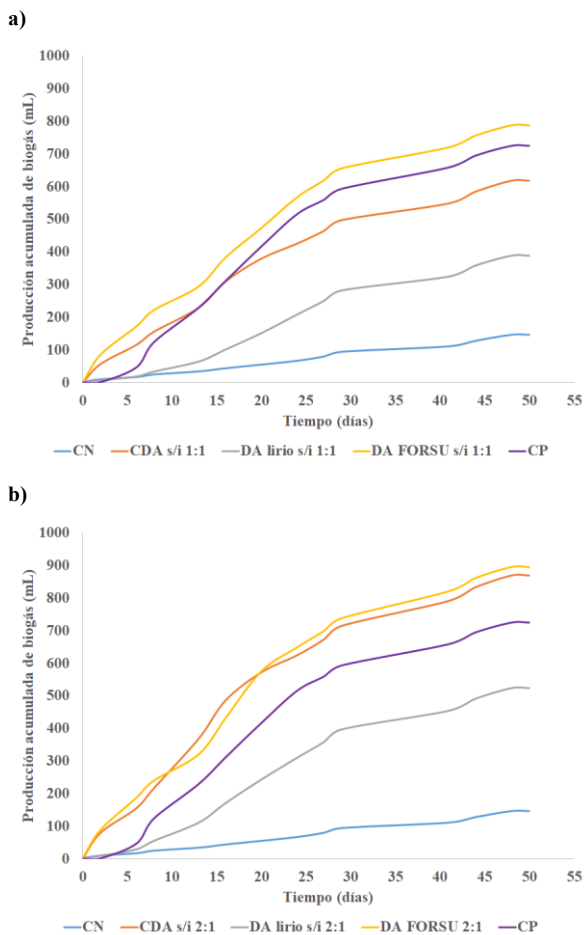 a)
1000
900
800
700
600
500
400
300
200
100
0
Producción acumulada de biogás (mL)
0 5 10 15 20 25 30 35 40 45 50 55
Tiempo (días)
CN CDA s/i 1:1 DA lirio s/i 1:1 DA FORSU s/i 1:1 CP
b)
1000
900
800
700
600
500
400
300
200
100
0
Producción acumulada de biogás (mL)
0 5 10 15 20 25 30 35 40 45 50 55
Tiempo (días)
CN CDA s/i 2:1 DA lirio s/i 2:1 DA FORSU 2:1 CP